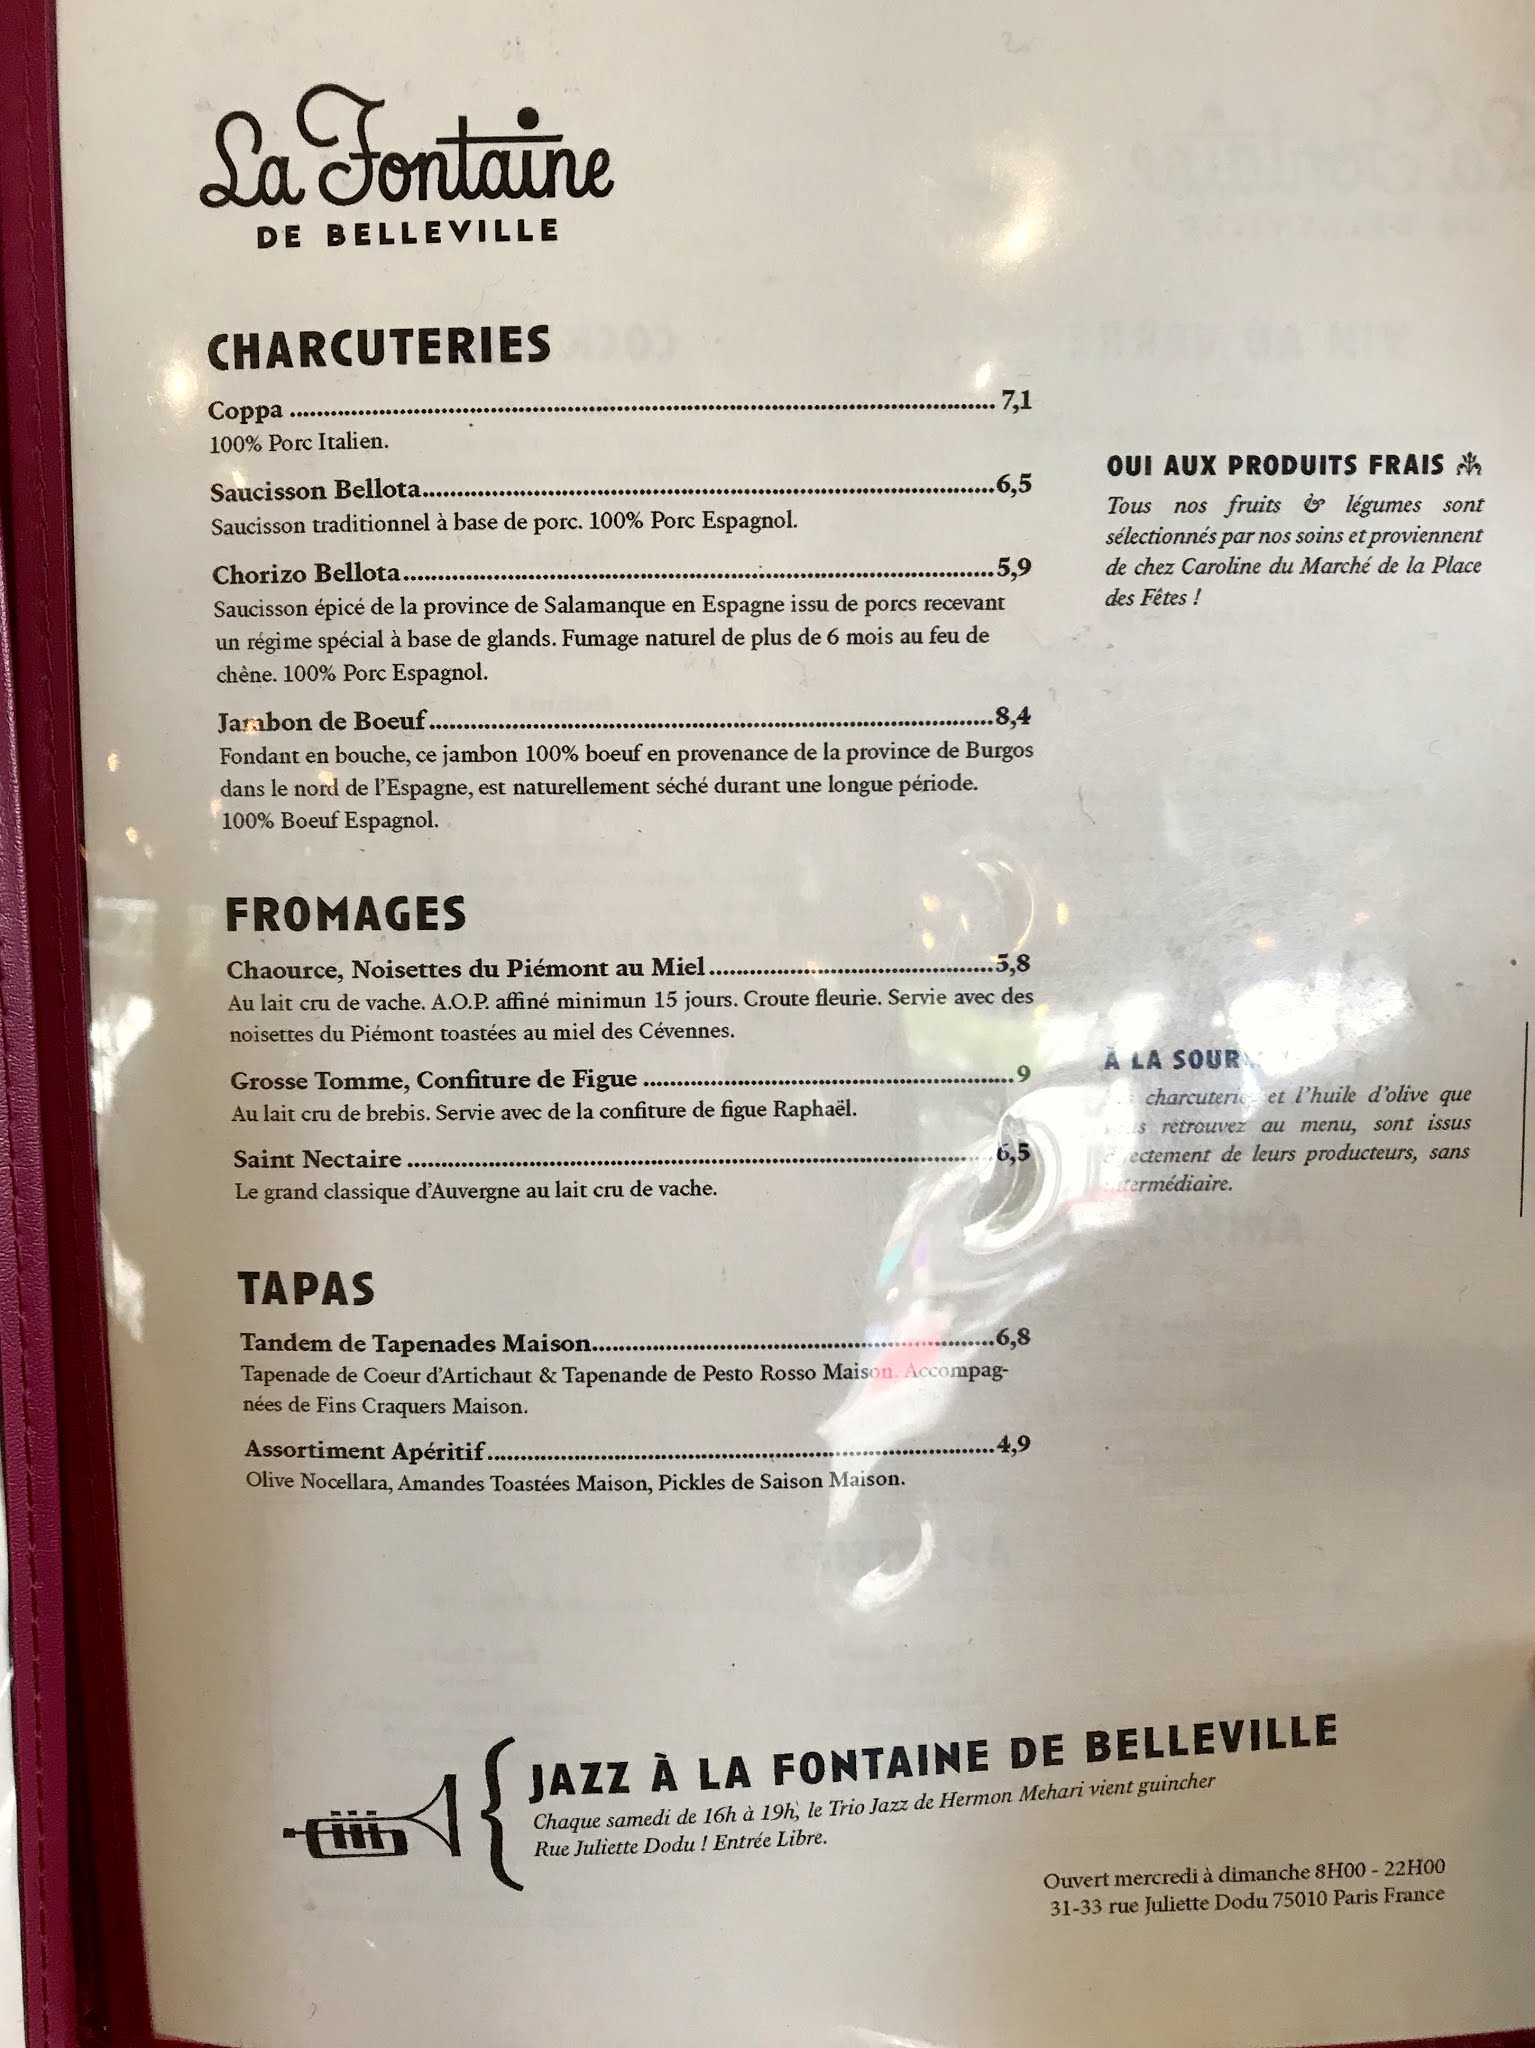 La Fontaine
DE BELLEVILLE
CHARCUTERIES
Coppa ........ 7,1
100% Porc Italien.
Saucisson Bellota........6,5
Saucisson traditionnel à base de porc. 100% Porc Espagnol.
Chorizo Bellota........5,9
Saucisson épicé de la province de Salamanque en Espagne issu de porcs recevant
un régime spécial à base de glands. Fumage naturel de plus de 6 mois au feu de
chêne. 100% Porc Espagnol.
Jambon de Boeuf........8,4
Fondant en bouche, ce jambon 100% boeuf en provenance de la province de Burgos
dans le nord de l'Espagne, est naturellement séché durant une longue période.
100% Boeuf Espagnol.
OUI AUX PRODUITS FRAIS
Tous nos fruits & légumes sont
sélectionnés par nos soins et proviennent
de chez Caroline du Marché de la Place
des Fêtes !
FROMAGES
Chaource, Noisettes du Piémont au Miel........5,8
Au lait cru de vache. A.O.P. affiné minimun 15 jours. Croute fleurie. Servie avec des
noisettes du Piémont toastées au miel des Cévennes.
Grosse Tomme, Confiture de Figue ........9
Au lait cru de brebis. Servie avec de la confiture de figue Raphaël.
Saint Nectaire ........6,5
Le grand classique d'Auvergne au lait cru de vache.
À LA
charcuteries et l'huile d'olive que
retrouvez au menu, sont issus
directement de leurs producteurs, sans
intermédiaire.
TAPAS
Tandem de Tapenades Maison........6,8
Tapenade de Coeur d'Artichaut & Tapenande de Pesto Rosso Maison. Accompag-
nées de Fins Craquers Maison.
Assortiment Apéritif........4,9
Olive Nocellara, Amandes Toastées Maison, Pickles de Saison Maison.
JAZZ À LA FONTAINE DE BELLEVILLE
Chaque samedi de 16h à 19h, le Trio Jazz de Hermon Mehari vient guincher
Rue Juliette Dodu ! Entrée Libre.
Ouvert mercredi à dimanche 8H00 - 22H00
31-33 rue Juliette Dodu 75010 Paris France